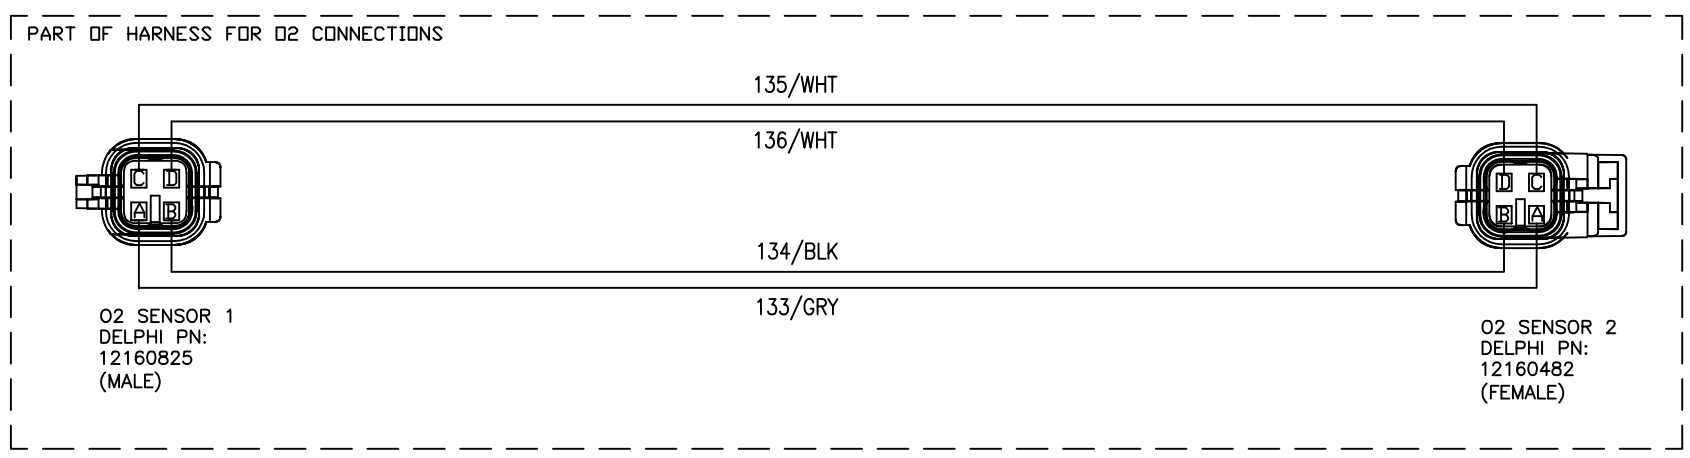 PART OF HARNESS FOR O2 CONNECTIONS
135/WHT
136/WHT
C D
A B
D C
B A
134/BLK
133/GRY
O2 SENSOR 1
DELPHI PN:
12160825
(MALE)
O2 SENSOR 2
DELPHI PN:
12160482
(FEMALE)